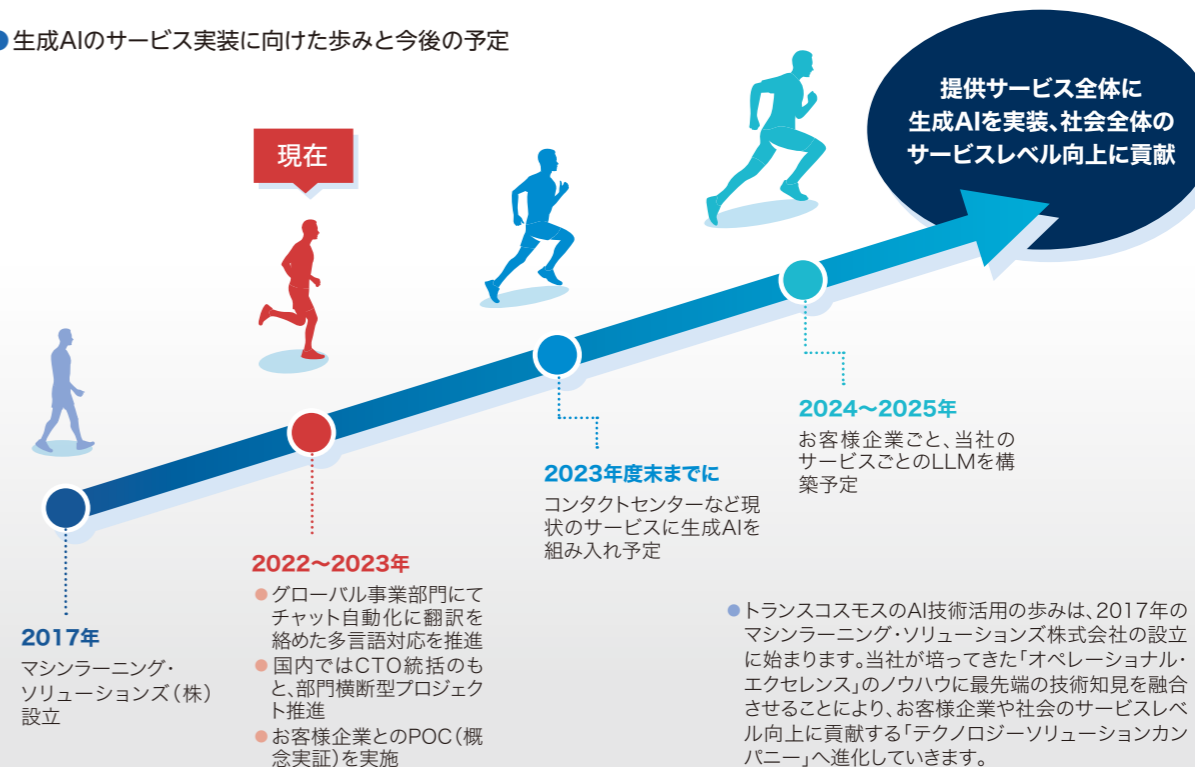 ● 生成AIのサービス実装に向けた歩みと今後の予定
提供サービス全体に
生成AIを実装、社会全体の
サービスレベル向上に貢献
現在
2017年
マシンラーニング・
ソリューションズ（株）
設立
2022〜2023年
● グローバル事業部門にて
チャット自動化に翻訳を
絡めた多言語対応を推進
● 国内ではCTO統括のも
と、部門横断型プロジェク
ト推進
● お客様企業とのPOC（概
念実証）を実施
2023年度末までに
コンタクトセンターなど現
状のサービスに生成AIを
組み入れ予定
2024〜2025年
お客様企業ごと、当社の
サービスごとのLLMを構
築予定
● トランスコスモスのAI技術活用の歩みは、2017年の
マシンラーニング・ソリューションズ株式会社の設立
に始まります。当社が培ってきた「オペレーショナル・
エクセレンス」のノウハウに最先端の技術知見を融合
させることにより、お客様企業や社会のサービスレベ
ル向上に貢献する「テクノロジーソリューションカン
パニー」へ進化していきます。